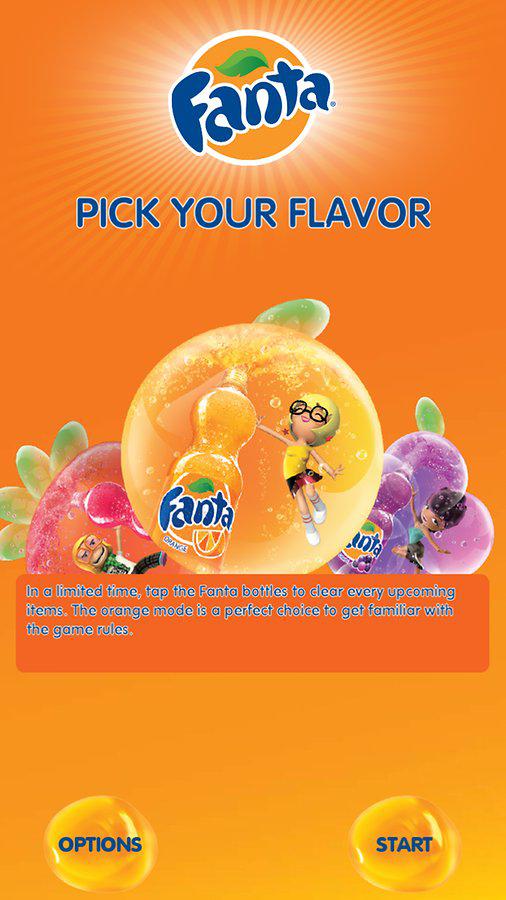 Fanta®
PICK YOUR FLAVOR
Fanta
ORANGE
Fanta
In a limited time, tap the Fanta bottles to clear every upcoming
items. The orange mode is a perfect choice to get familiar with
the game rules.
OPTIONS
START